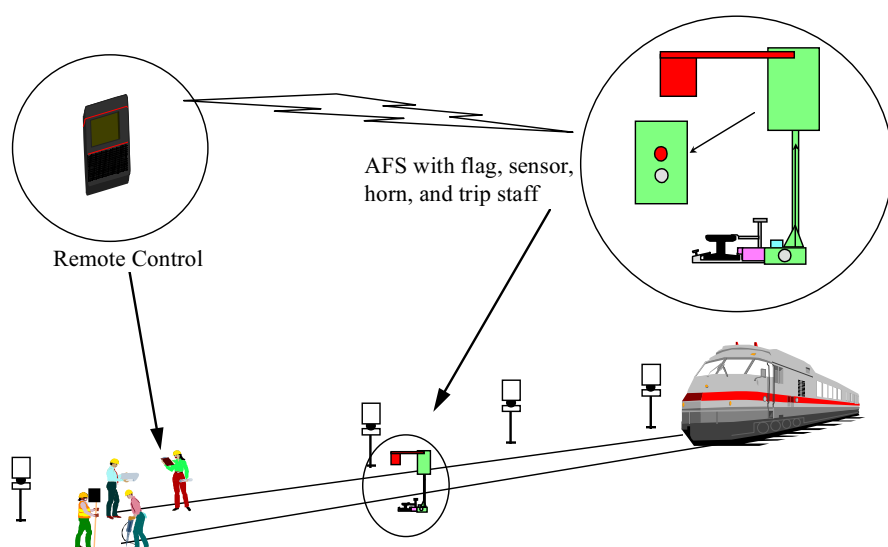 AFS with flag, sensor,
horn, and trip staff
Remote Control